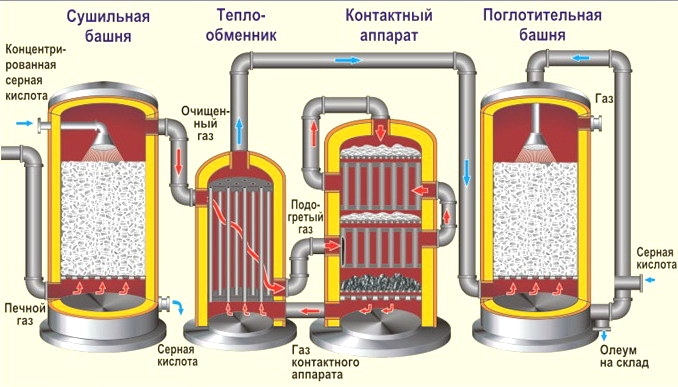 Сушильная
башня
Тепло-
обменник
Контактный
аппарат
Поглотительная
башня
Концентри-
рованная
серная
кислота
Очищен-
ный
газ
Газ
Подо-
гретый
газ
Серная
кислота
Печной
газ
Серная
кислота
Газ
контактного
аппарата
Олеум
на склад